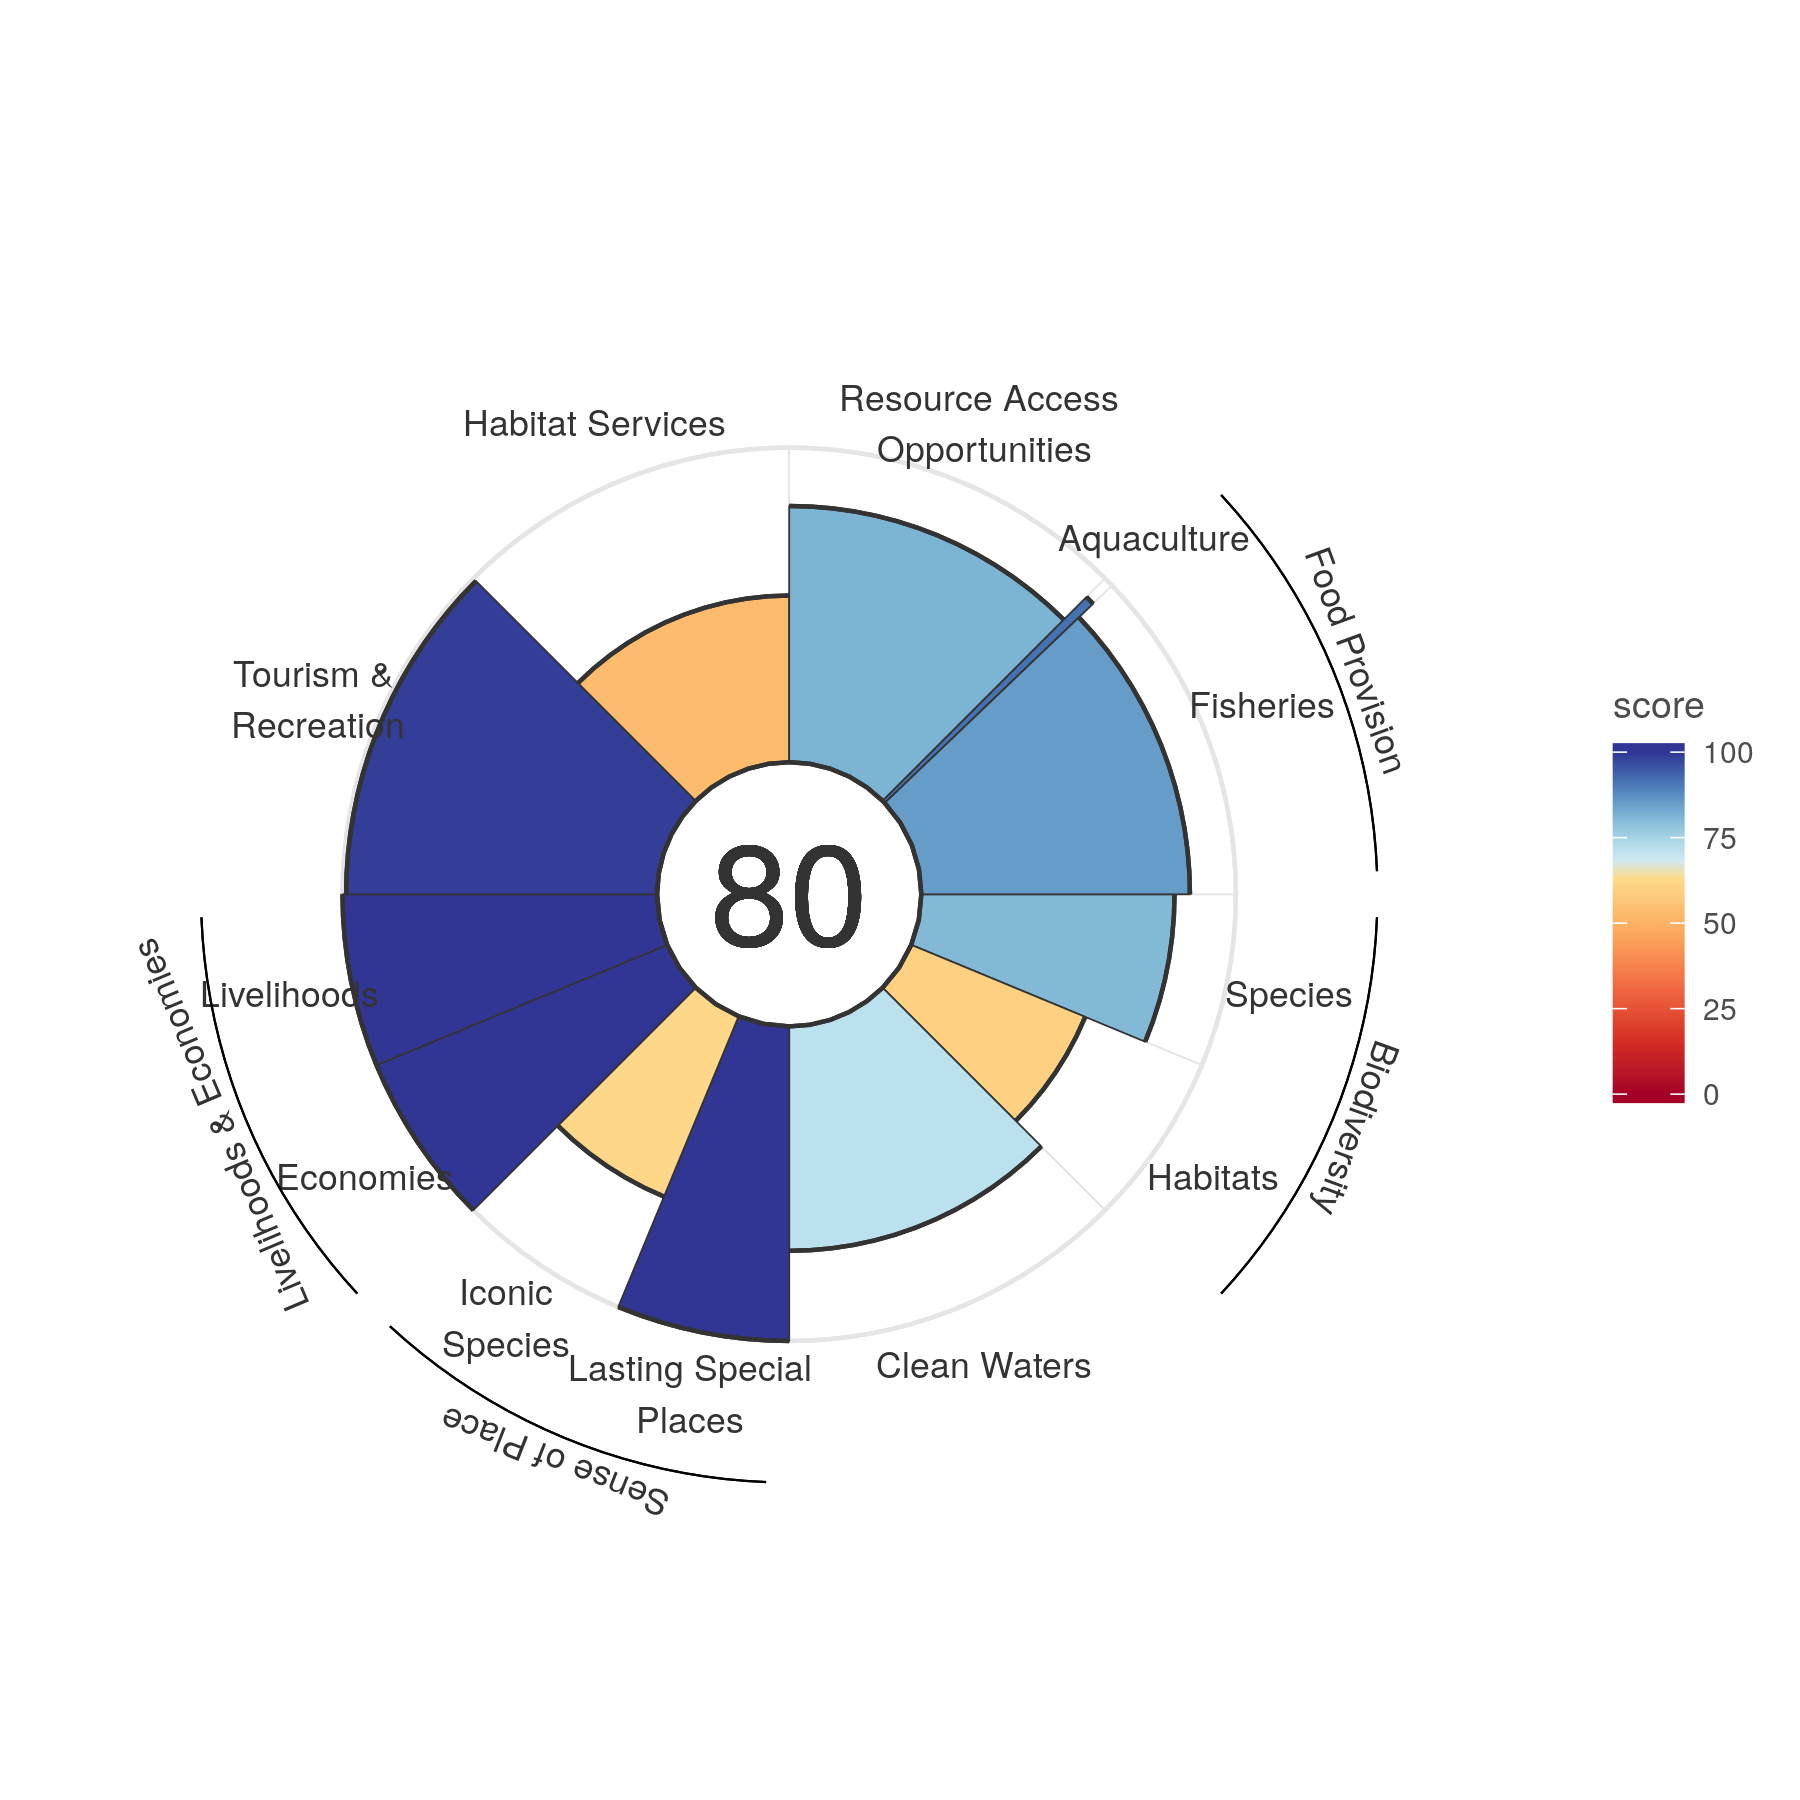 Resource Access
Opportunities
Habitat Services
Aquaculture
Food Provision
Fisheries
Tourism &
Recreation
80
Livelihoods
Species
Livelihoods & Economies
Biodiversity
Economies
Habitats
Iconic
Species
Lasting Special
Places
Clean Waters
Sense of Place
score
100
75
50
25
0